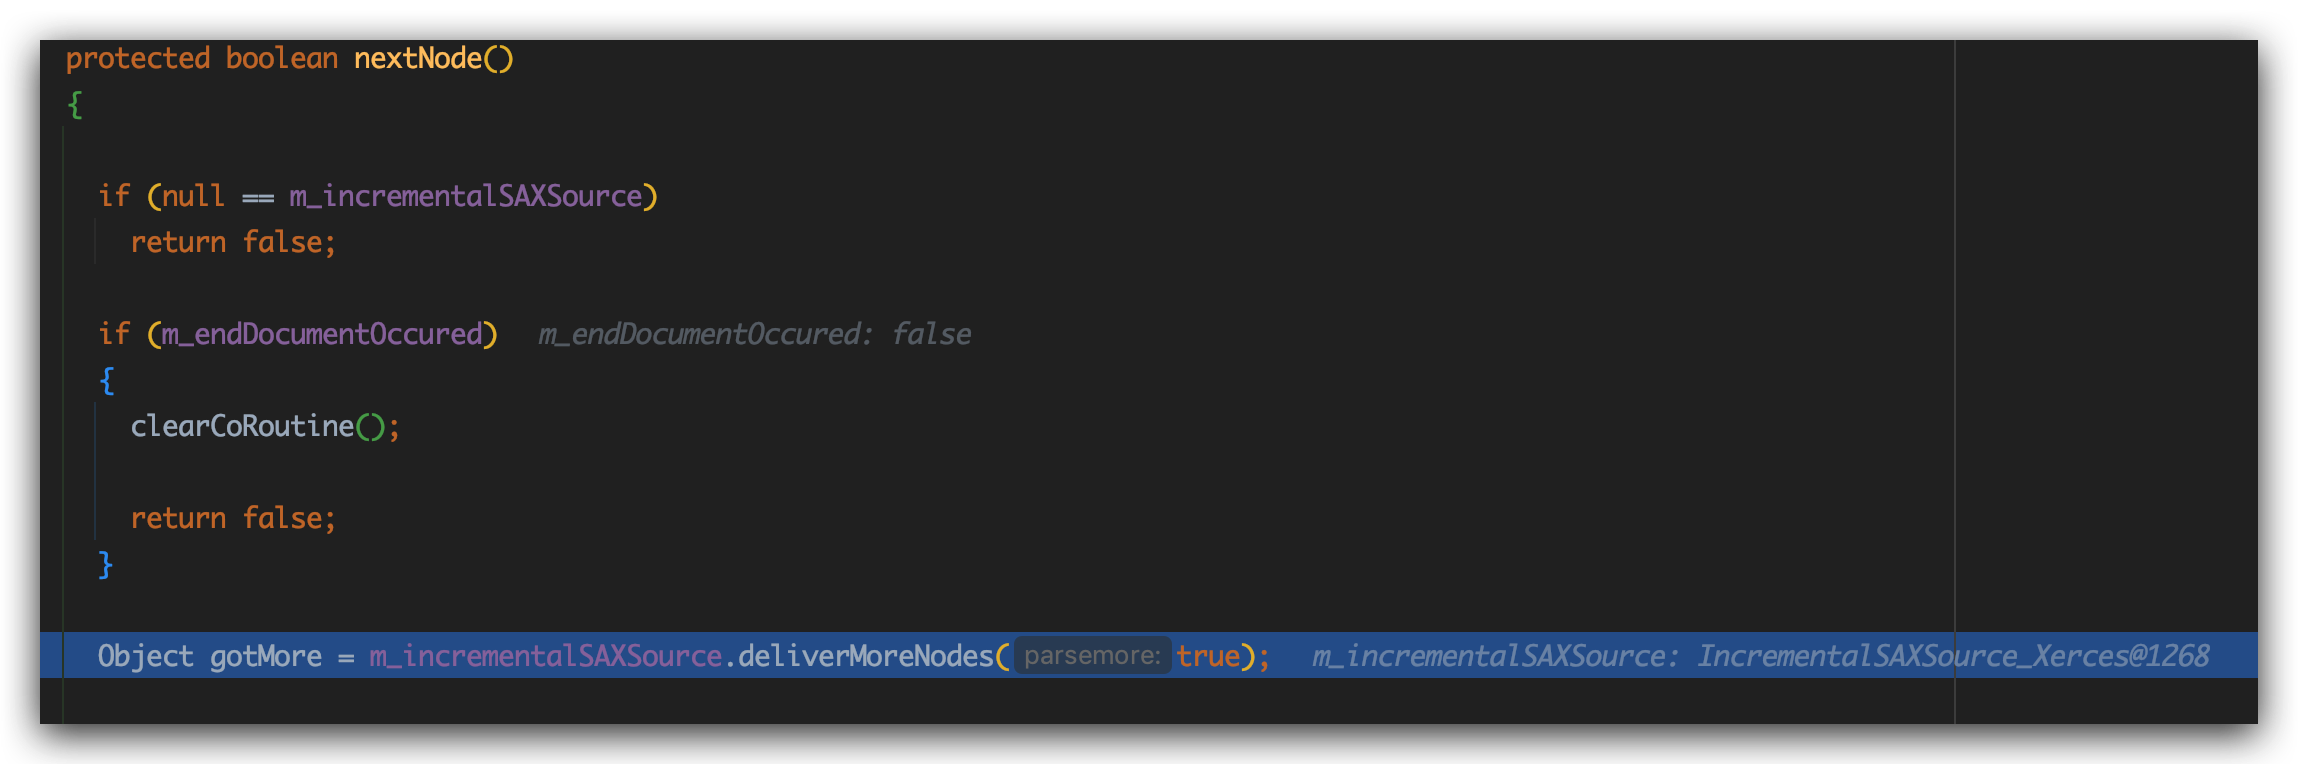 protected boolean nextNode()
{
if (null == m_incrementalSAXSource)
return false;
if (m_endDocumentOccured) m_endDocumentOccured: false
{
clearCoRoutine();
return false;
}
Object gotMore = m_incrementalSAXSource.deliverMoreNodes( parsemore: true); m_incrementalSAXSource: IncrementalSAXSource_Xerces@1268